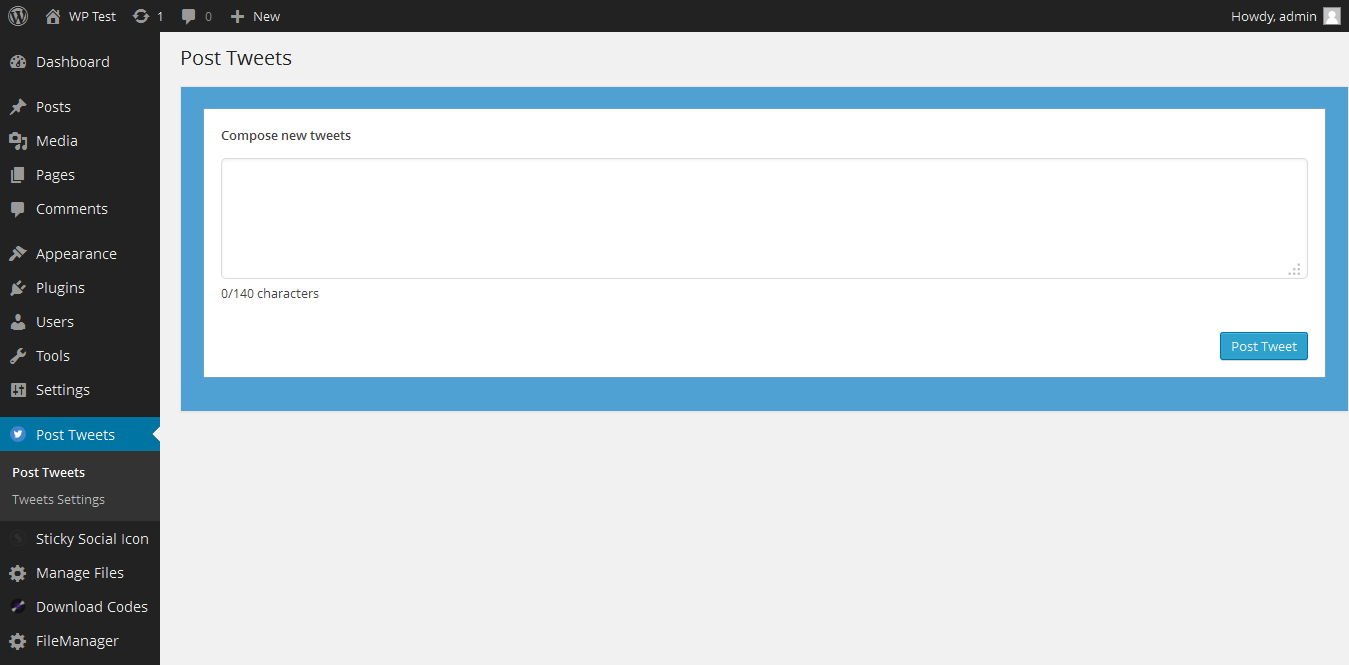 WP Test 1 0 New Howdy, admin
Dashboard
Posts
Media
Pages
Comments
Appearance
Plugins
Users
Tools
Settings
Post Tweets
Post Tweets
Tweets Settings
Sticky Social Icon
Manage Files
Download Codes
FileManager
Post Tweets
Compose new tweets
0/140 characters
Post Tweet